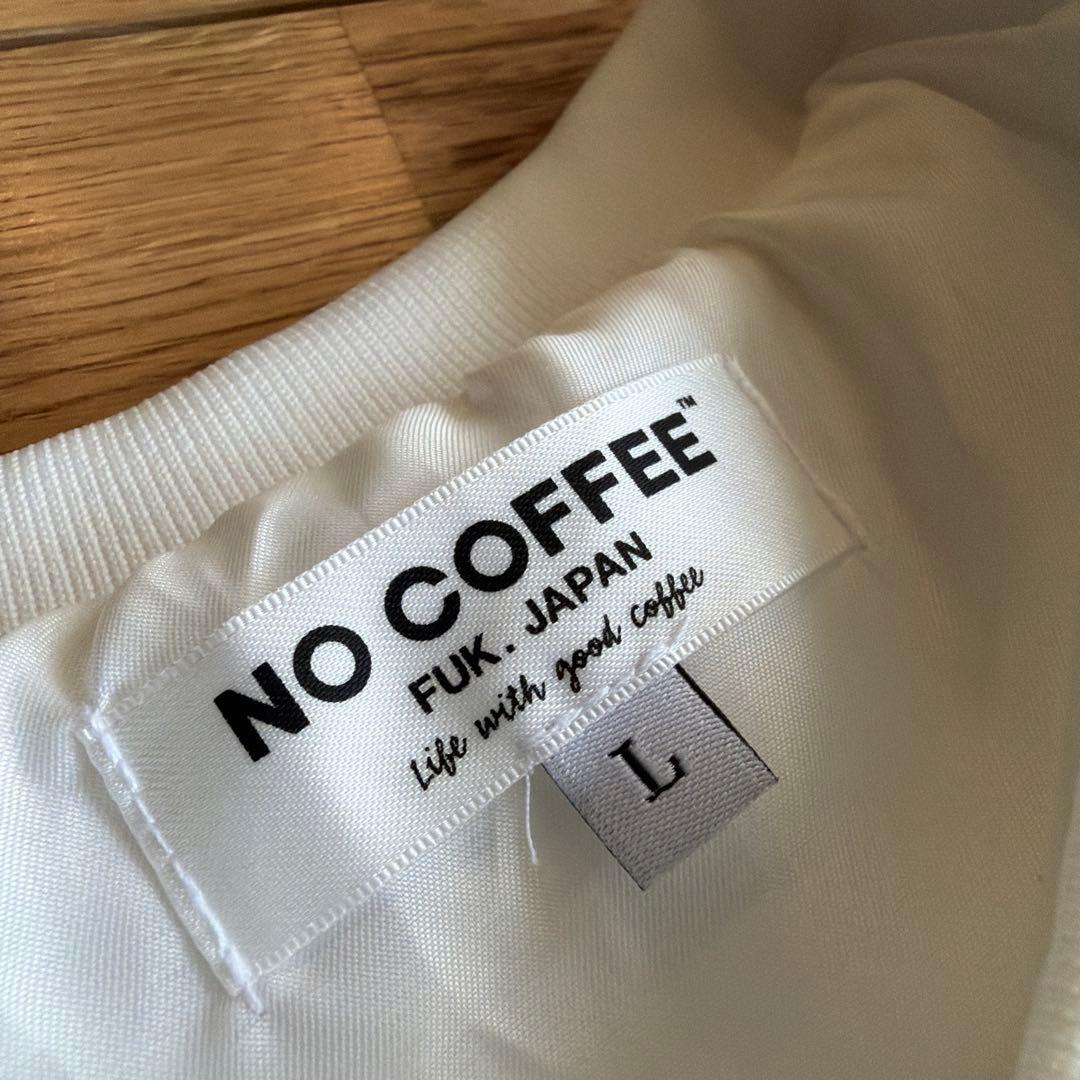 NO COFFEE™
FUK. JAPAN
Life with good coffee
L